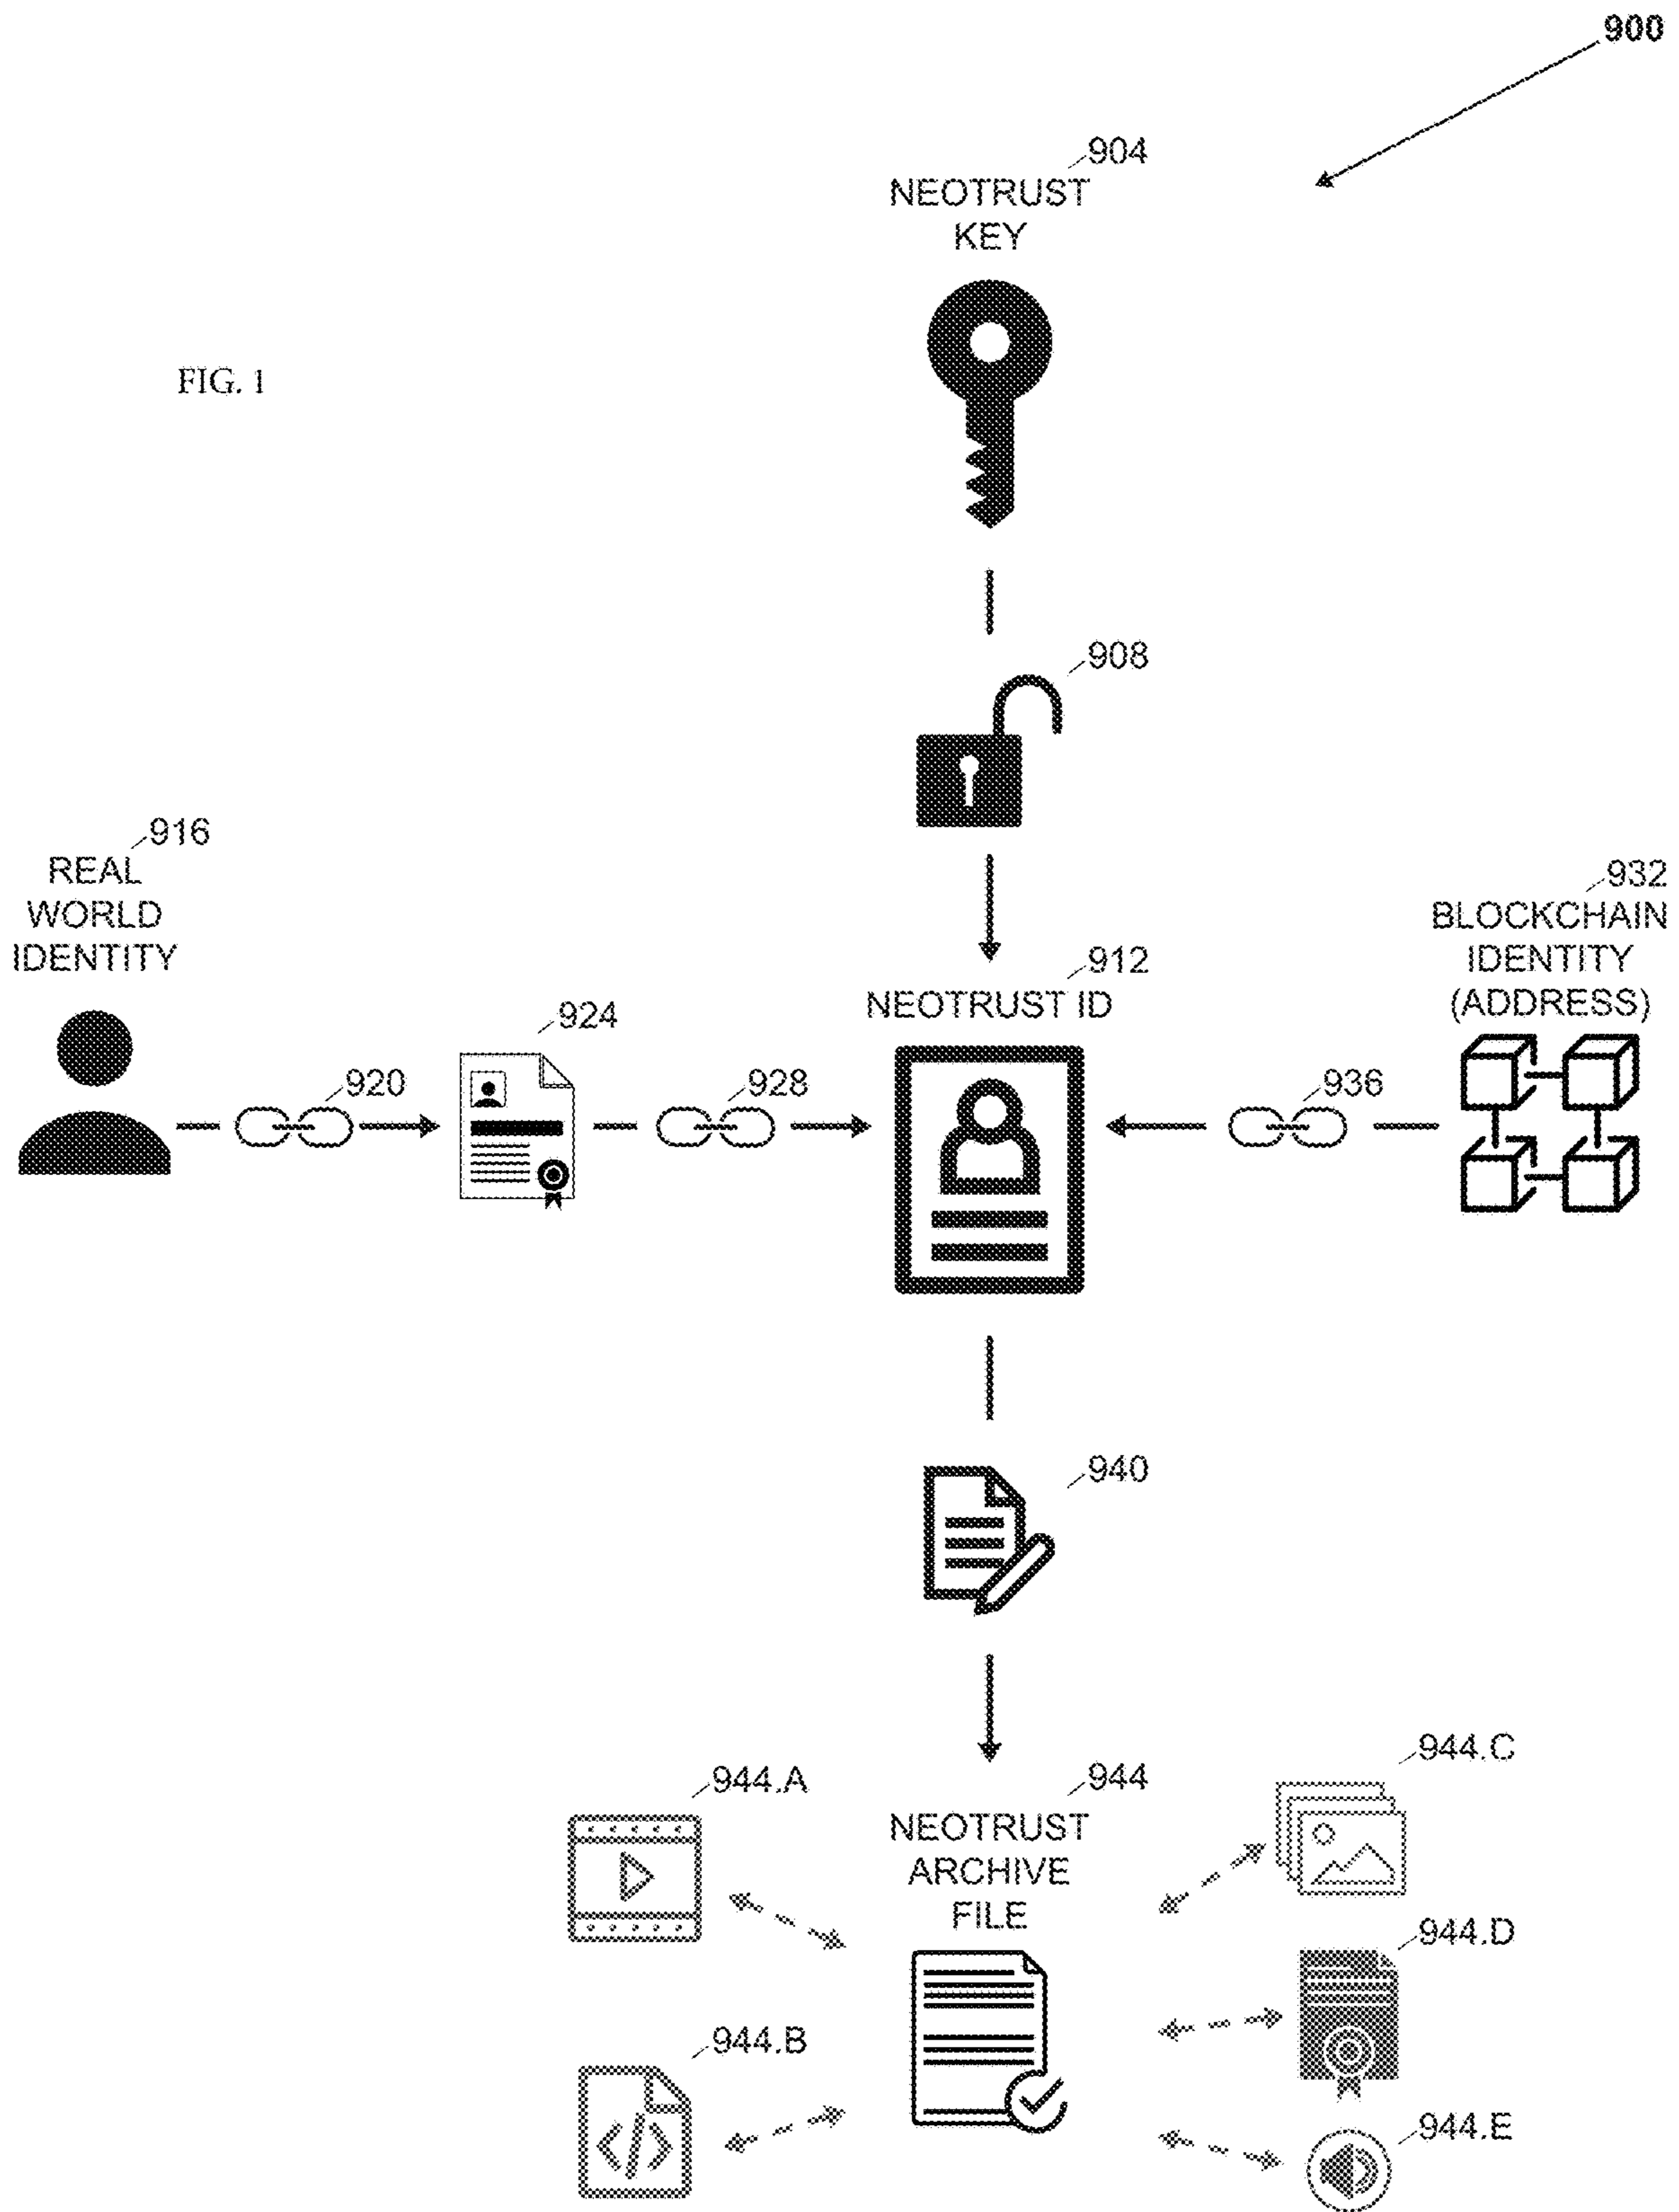 900
904
NEOTRUST
KEY
FIG. 1
908
916
REAL
WORLD
IDENTITY
932
BLOCKCHAIN
IDENTITY
(ADDRESS)
912
NEOTRUST ID
924
920
928
936
940
944
NEOTRUST
ARCHIVE
FILE
944.A
944.B
944.C
944.D
944.E